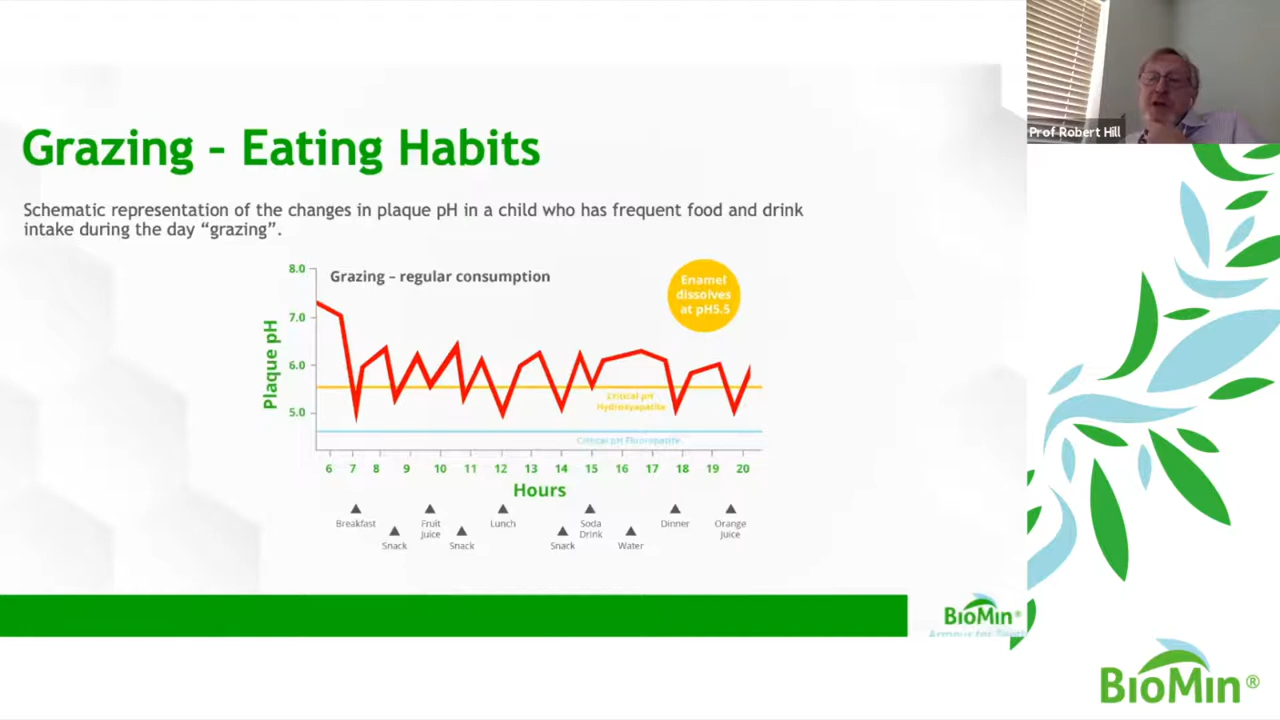 Grazing - Eating Habits
Schematic representation of the changes in plaque pH in a child who has frequent food and drink
intake during the day “grazing”.
Grazing – regular consumption
Enamel
dissolves
at pH5.5
Plaque pH
8.0
7.0
6.0
5.0
Critical pH
Hydroxyapatite
Critical pH Fluorapatite
6 7 8 9 10 11 12 13 14 15 16 17 18 19 20
Hours
Breakfast
Snack
Fruit
Juice
Snack
Lunch
Snack
Soda
Drink
Water
Dinner
Orange
Juice
Prof Robert Hill
BioMin®
Armour for Teeth
BioMin®